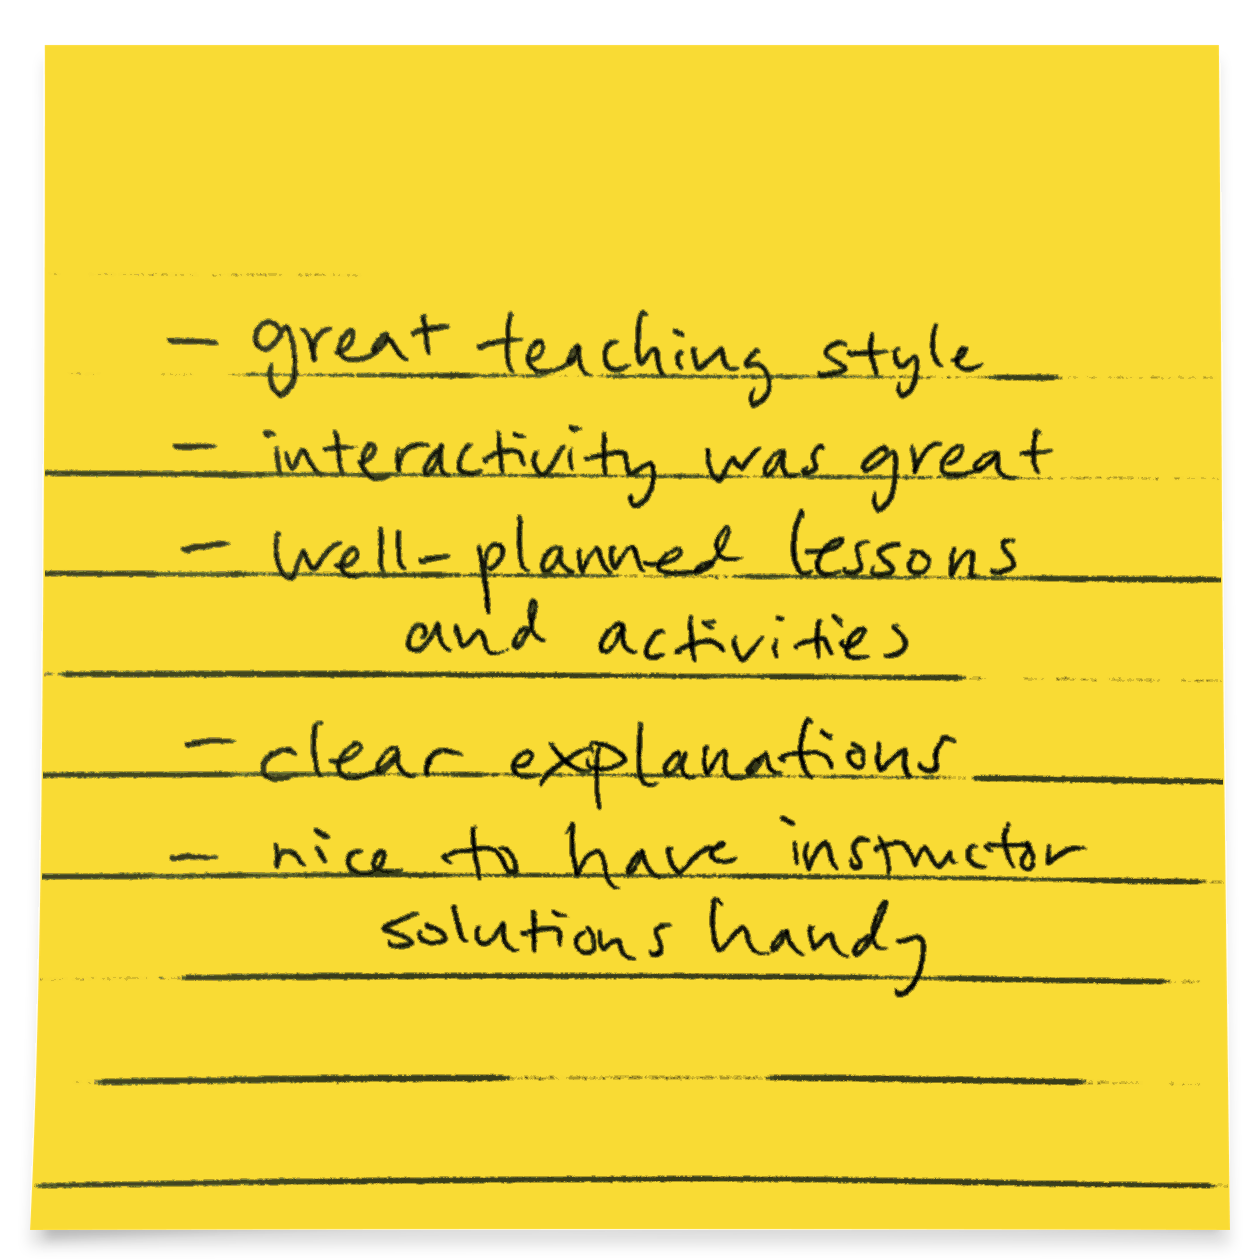 - great teaching style
- interactivity was great
- well-planned lessons
and activities
- clear explanations
- nice to have instructor
solutions handy